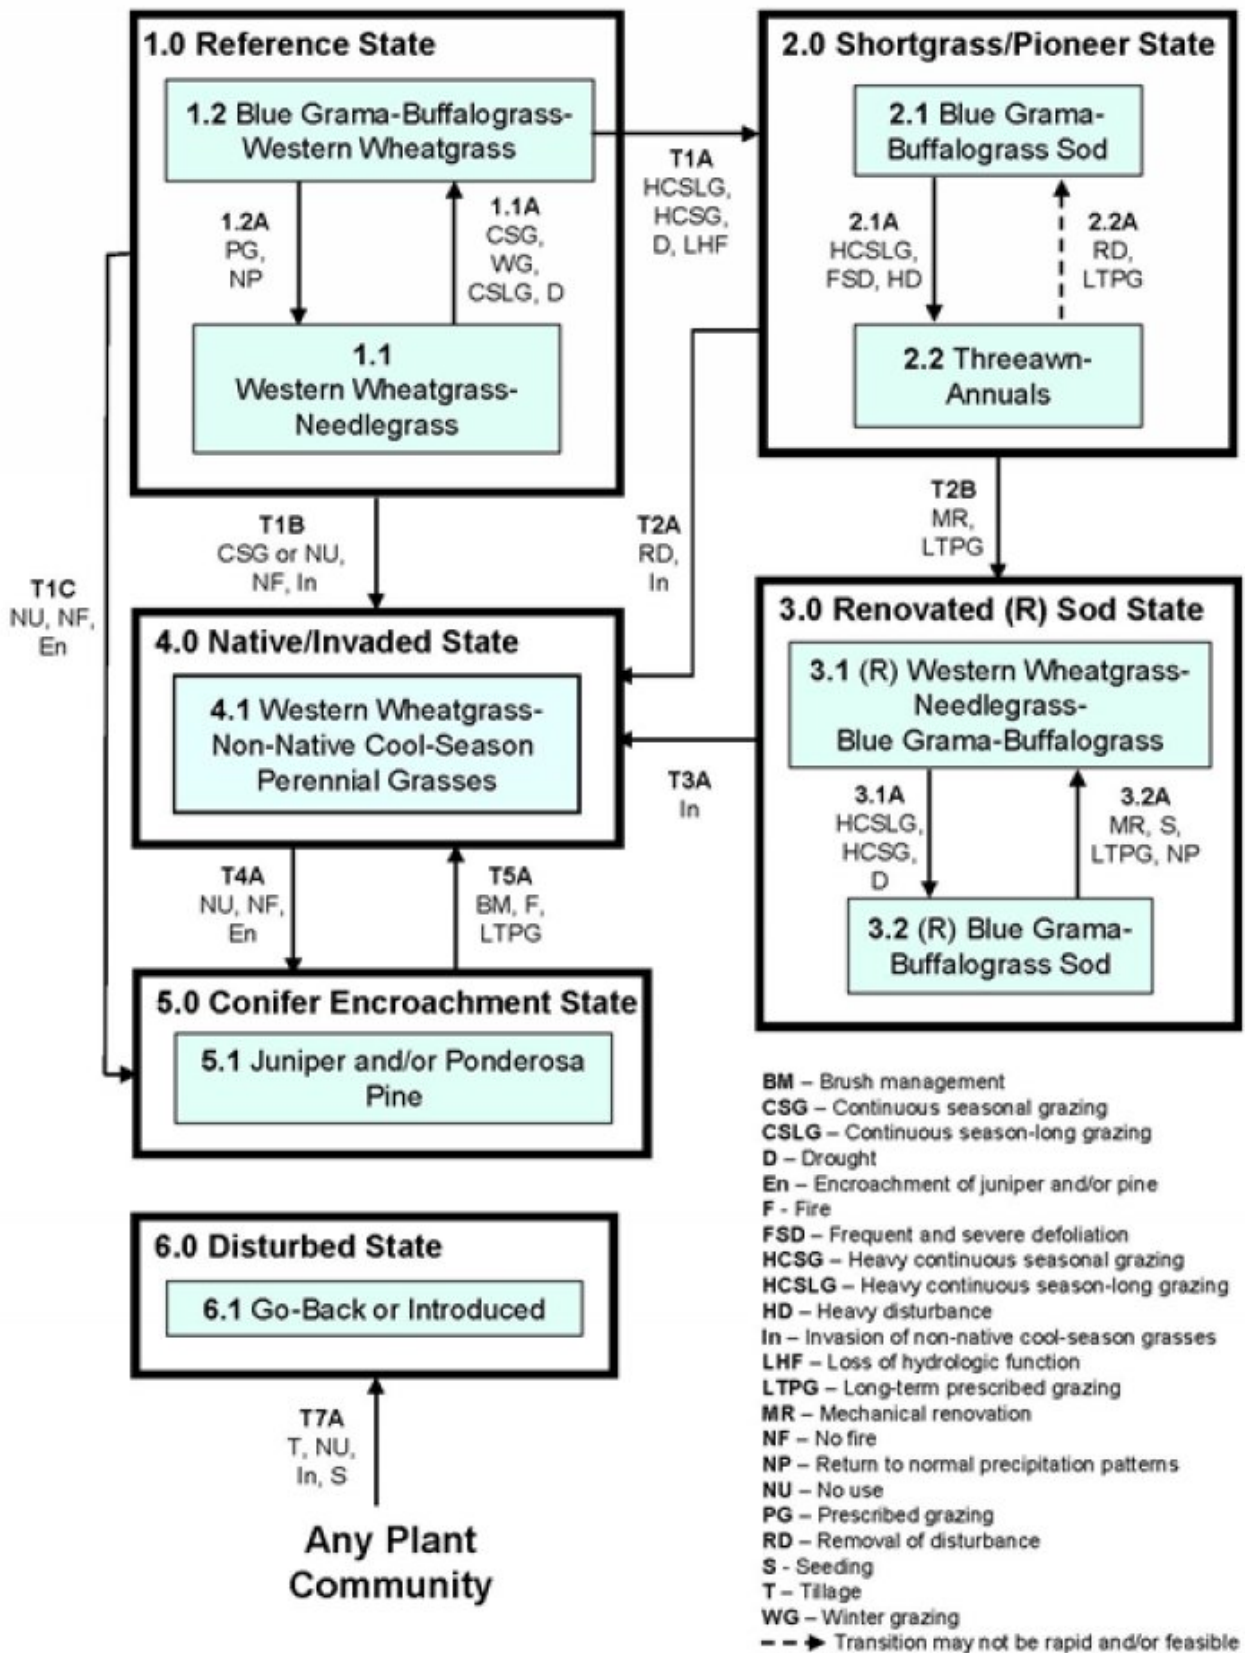 1.0 Reference State
1.2 Blue Grama-Buffalograss-
Western Wheatgrass
1.2A
PG,
NP
1.1A
CSG,
WG,
CSLG, D
1.1
Western Wheatgrass-
Needlegrass
T1A
HCSLG,
HCSG,
D, LHF
2.0 Shortgrass/Pioneer State
2.1 Blue Grama-
Buffalograss Sod
2.1A
HCSLG,
FSD, HD
2.2A
RD,
LTPG
2.2 Threeawn-
Annuals
T1B
CSG or NU,
NF, In
T2A
RD,
In
T2B
MR,
LTPG
T1C
NU, NF,
En
4.0 Native/Invaded State
4.1 Western Wheatgrass-
Non-Native Cool-Season
Perennial Grasses
T3A
In
3.0 Renovated (R) Sod State
3.1 (R) Western Wheatgrass-
Needlegrass-
Blue Grama-Buffalograss
3.1A
HCSLG,
HCSG,
D
3.2A
MR, S,
LTPG, NP
3.2 (R) Blue Grama-
Buffalograss Sod
T4A
NU, NF,
En
T5A
BM, F,
LTPG
5.0 Conifer Encroachment State
5.1 Juniper and/or Ponderosa
Pine
6.0 Disturbed State
6.1 Go-Back or Introduced
T7A
T, NU,
In, S
Any Plant
Community
BM – Brush management
CSG – Continuous seasonal grazing
CSLG – Continuous season-long grazing
D – Drought
En – Encroachment of juniper and/or pine
F - Fire
FSD – Frequent and severe defoliation
HCSG – Heavy continuous seasonal grazing
HCSLG – Heavy continuous season-long grazing
HD – Heavy disturbance
In – Invasion of non-native cool-season grasses
LHF – Loss of hydrologic function
LTPG – Long-term prescribed grazing
MR – Mechanical renovation
NF – No fire
NP – Return to normal precipitation patterns
NU – No use
PG – Prescribed grazing
RD – Removal of disturbance
S - Seeding
T – Tillage
WG – Winter grazing
Transition may not be rapid and/or feasible